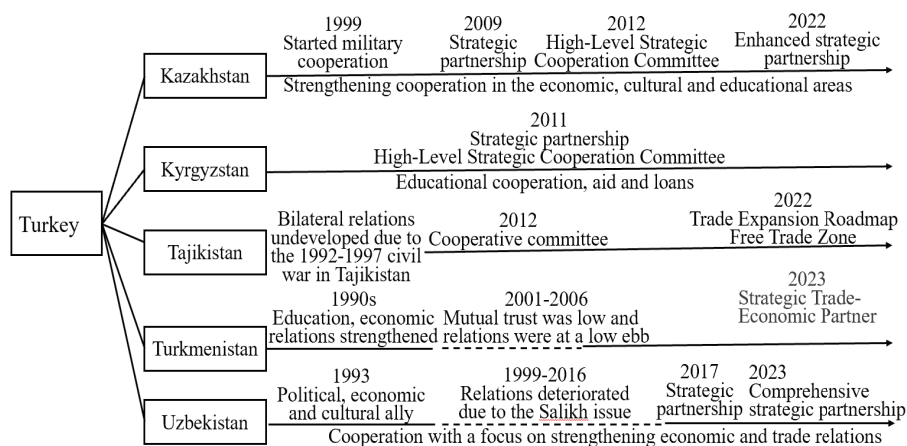 Turkey
Kazakhstan
1999
Started military
cooperation
2009
Strategic
partnership
2012
High-Level Strategic
Cooperation Committee
2022
Enhanced strategic
partnership
Strengthening cooperation in the economic, cultural and educational areas
Kyrgyzstan
2011
Strategic partnership
High-Level Strategic Cooperation Committee
Educational cooperation, aid and loans
Tajikistan
Bilateral relations
undeveloped due to
the 1992-1997 civil
war in Tajikistan
2012
Cooperative committee
2022
Trade Expansion Roadmap
Free Trade Zone
Turkmenistan
1990s
Education, economic
relations strengthened
2001-2006
Mutual trust was low and
relations were at a low ebb
2023
Strategic Trade-
Economic Partner
Uzbekistan
1993
Political, economic
and cultural ally
1999-2016
Relations deteriorated
due to the Salikh issue
2017
Strategic
partnership
2023
Comprehensive
strategic partnership
Cooperation with a focus on strengthening economic and trade relations